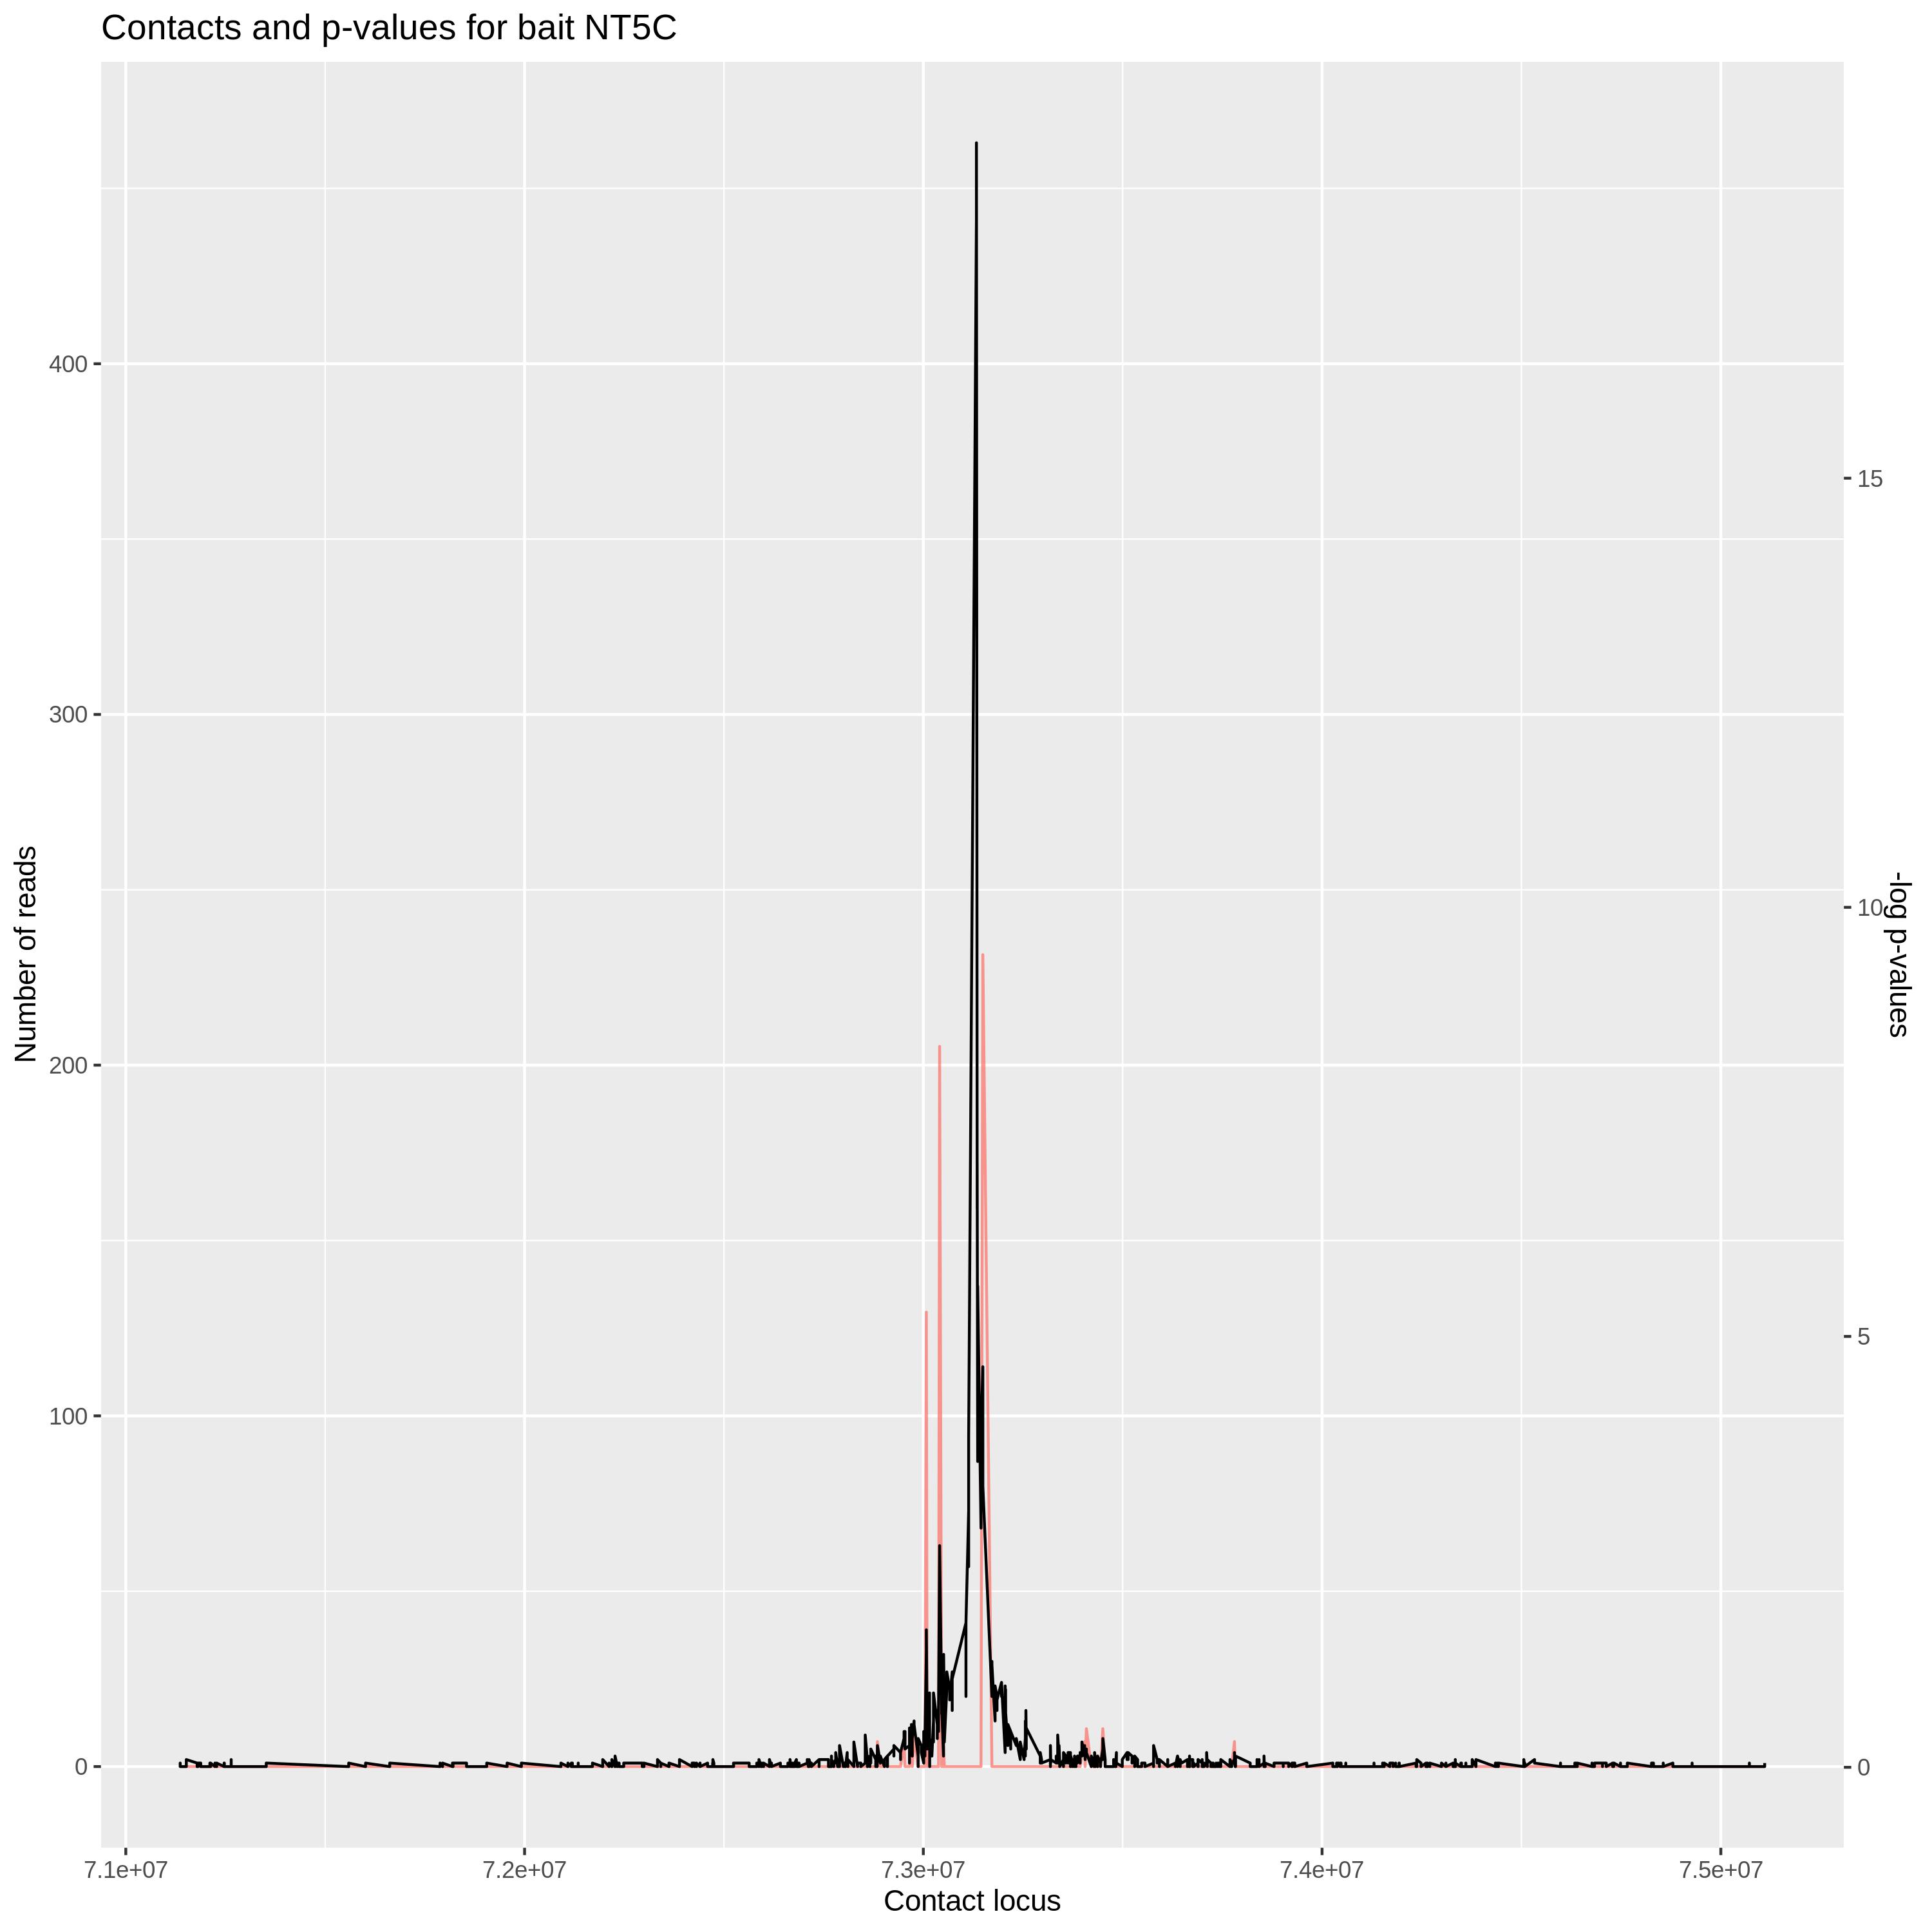 Contacts and p-values for bait NT5C
400
300
200
100
0
Number of reads
15
10
5
0
-log p-values
7.1e+07
7.2e+07
7.3e+07
7.4e+07
7.5e+07
Contact locus